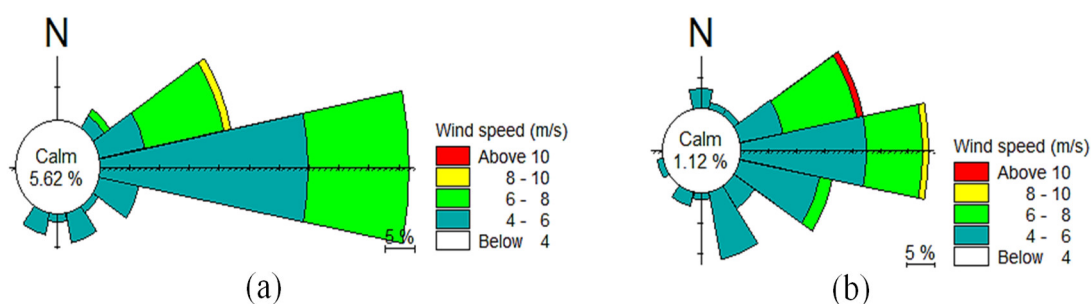 N
Calm
5.62 %
5 %
Wind speed (m/s)
Above 10
8 - 10
6 - 8
4 - 6
Below 4
(a)
N
Calm
1.12 %
5 %
Wind speed (m/s)
Above 10
8 - 10
6 - 8
4 - 6
Below 4
(b)